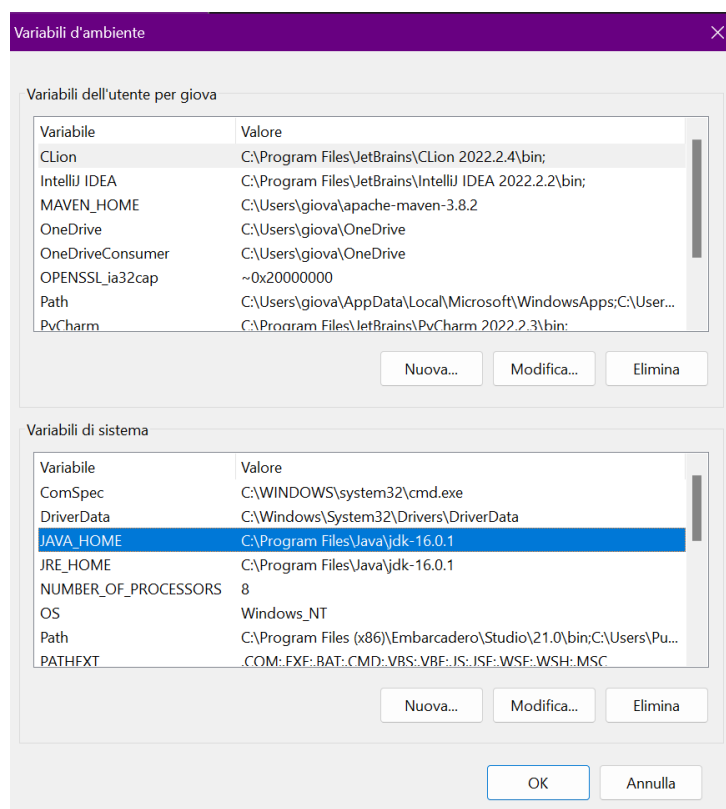 Variabili d'ambiente
Variabili dell'utente per giova
Variabile Valore
CLion C:\Program Files\JetBrains\CLion 2022.2.4\bin;
IntelliJ IDEA C:\Program Files\JetBrains\IntelliJ IDEA 2022.2.2\bin;
MAVEN_HOME C:\Users\giova\apache-maven-3.8.2
OneDrive C:\Users\giova\OneDrive
OneDriveConsumer C:\Users\giova\OneDrive
OPENSSL_ia32cap ~0x20000000
Path C:\Users\giova\AppData\Local\Microsoft\WindowsApps;C:\User...
PyCharm C:\Program Files\JetBrains\PyCharm 2022.2.3\bin;
Nuova... Modifica... Elimina
Variabili di sistema
Variabile Valore
ComSpec C:\WINDOWS\system32\cmd.exe
DriverData C:\Windows\System32\Drivers\DriverData
JAVA_HOME C:\Program Files\Java\jdk-16.0.1
JRE_HOME C:\Program Files\Java\jdk-16.0.1
NUMBER_OF_PROCESSORS 8
OS Windows_NT
Path C:\Program Files (x86)\Embarcadero\Studio\21.0\bin;C:\Users\Pu...
PATHEXT .COM;.EXE;.BAT;.CMD;.VBS;.VBE;.JS;.JSE;.WSF;.WSH;.MSC
Nuova... Modifica... Elimina
OK Annulla